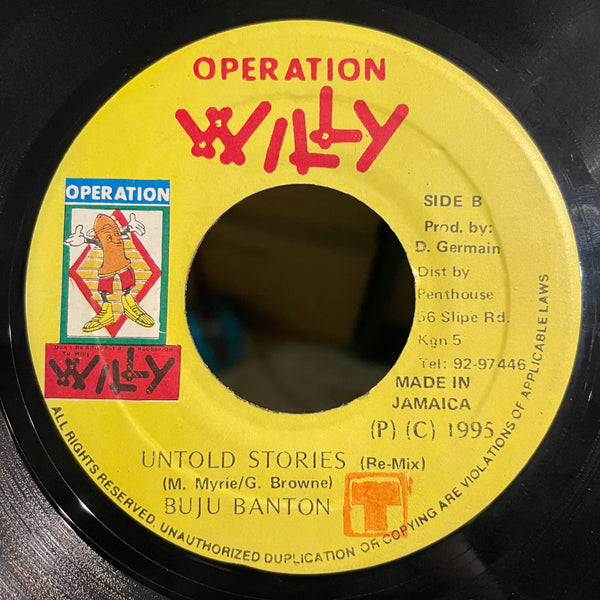 OPERATION
WILLY
OPERATION
WILLY
SIDE B
Prod. by:
D. Germain
Dist by
Penthouse
56 Slipe Rd.
Kgn 5
Tel: 92-97446
MADE IN
JAMAICA
(P) (C) 1995
UNTOLD STORIES (Re-Mix)
(M. Myrie/G. Browne)
BUJU BANTON
T
ALL RIGHTS RESERVED. UNAUTHORIZED DUPLICATION OR COPYING ARE VIOLATIONS OF APPLICABLE LAWS